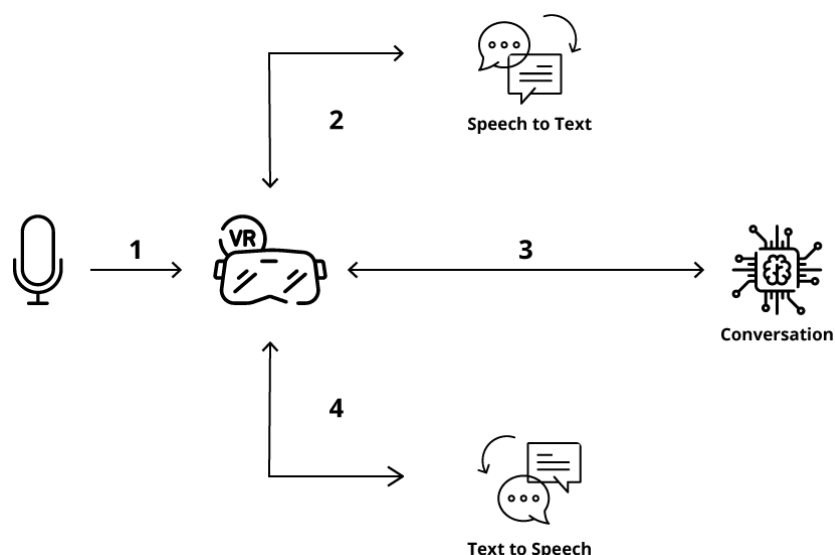 2
Speech to Text
1
VR
3
Conversation
4
Text to Speech